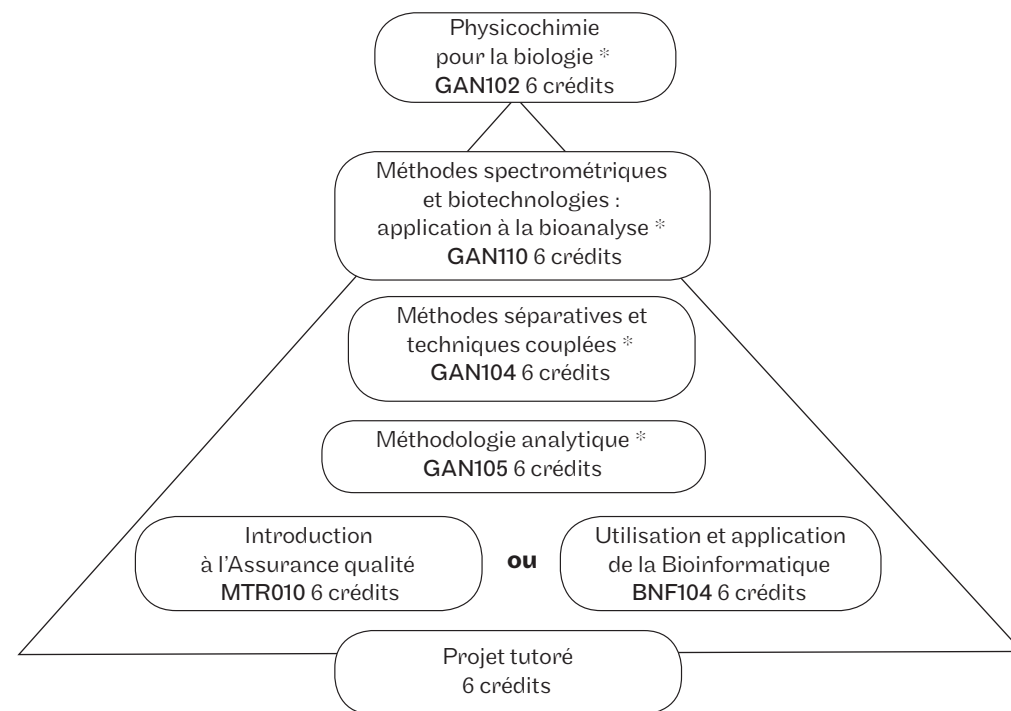 Physicochimie
pour la biologie *
GAN102 6 crédits
Méthodes spectrométriques
et biotechnologies :
application à la bioanalyse *
GAN110 6 crédits
Méthodes séparatives et
techniques couplées *
GAN104 6 crédits
Méthodologie analytique *
GAN105 6 crédits
Introduction
à l’Assurance qualité
MTR010 6 crédits
ou
Utilisation et application
de la Bioinformatique
BNF104 6 crédits
Projet tutoré
6 crédits